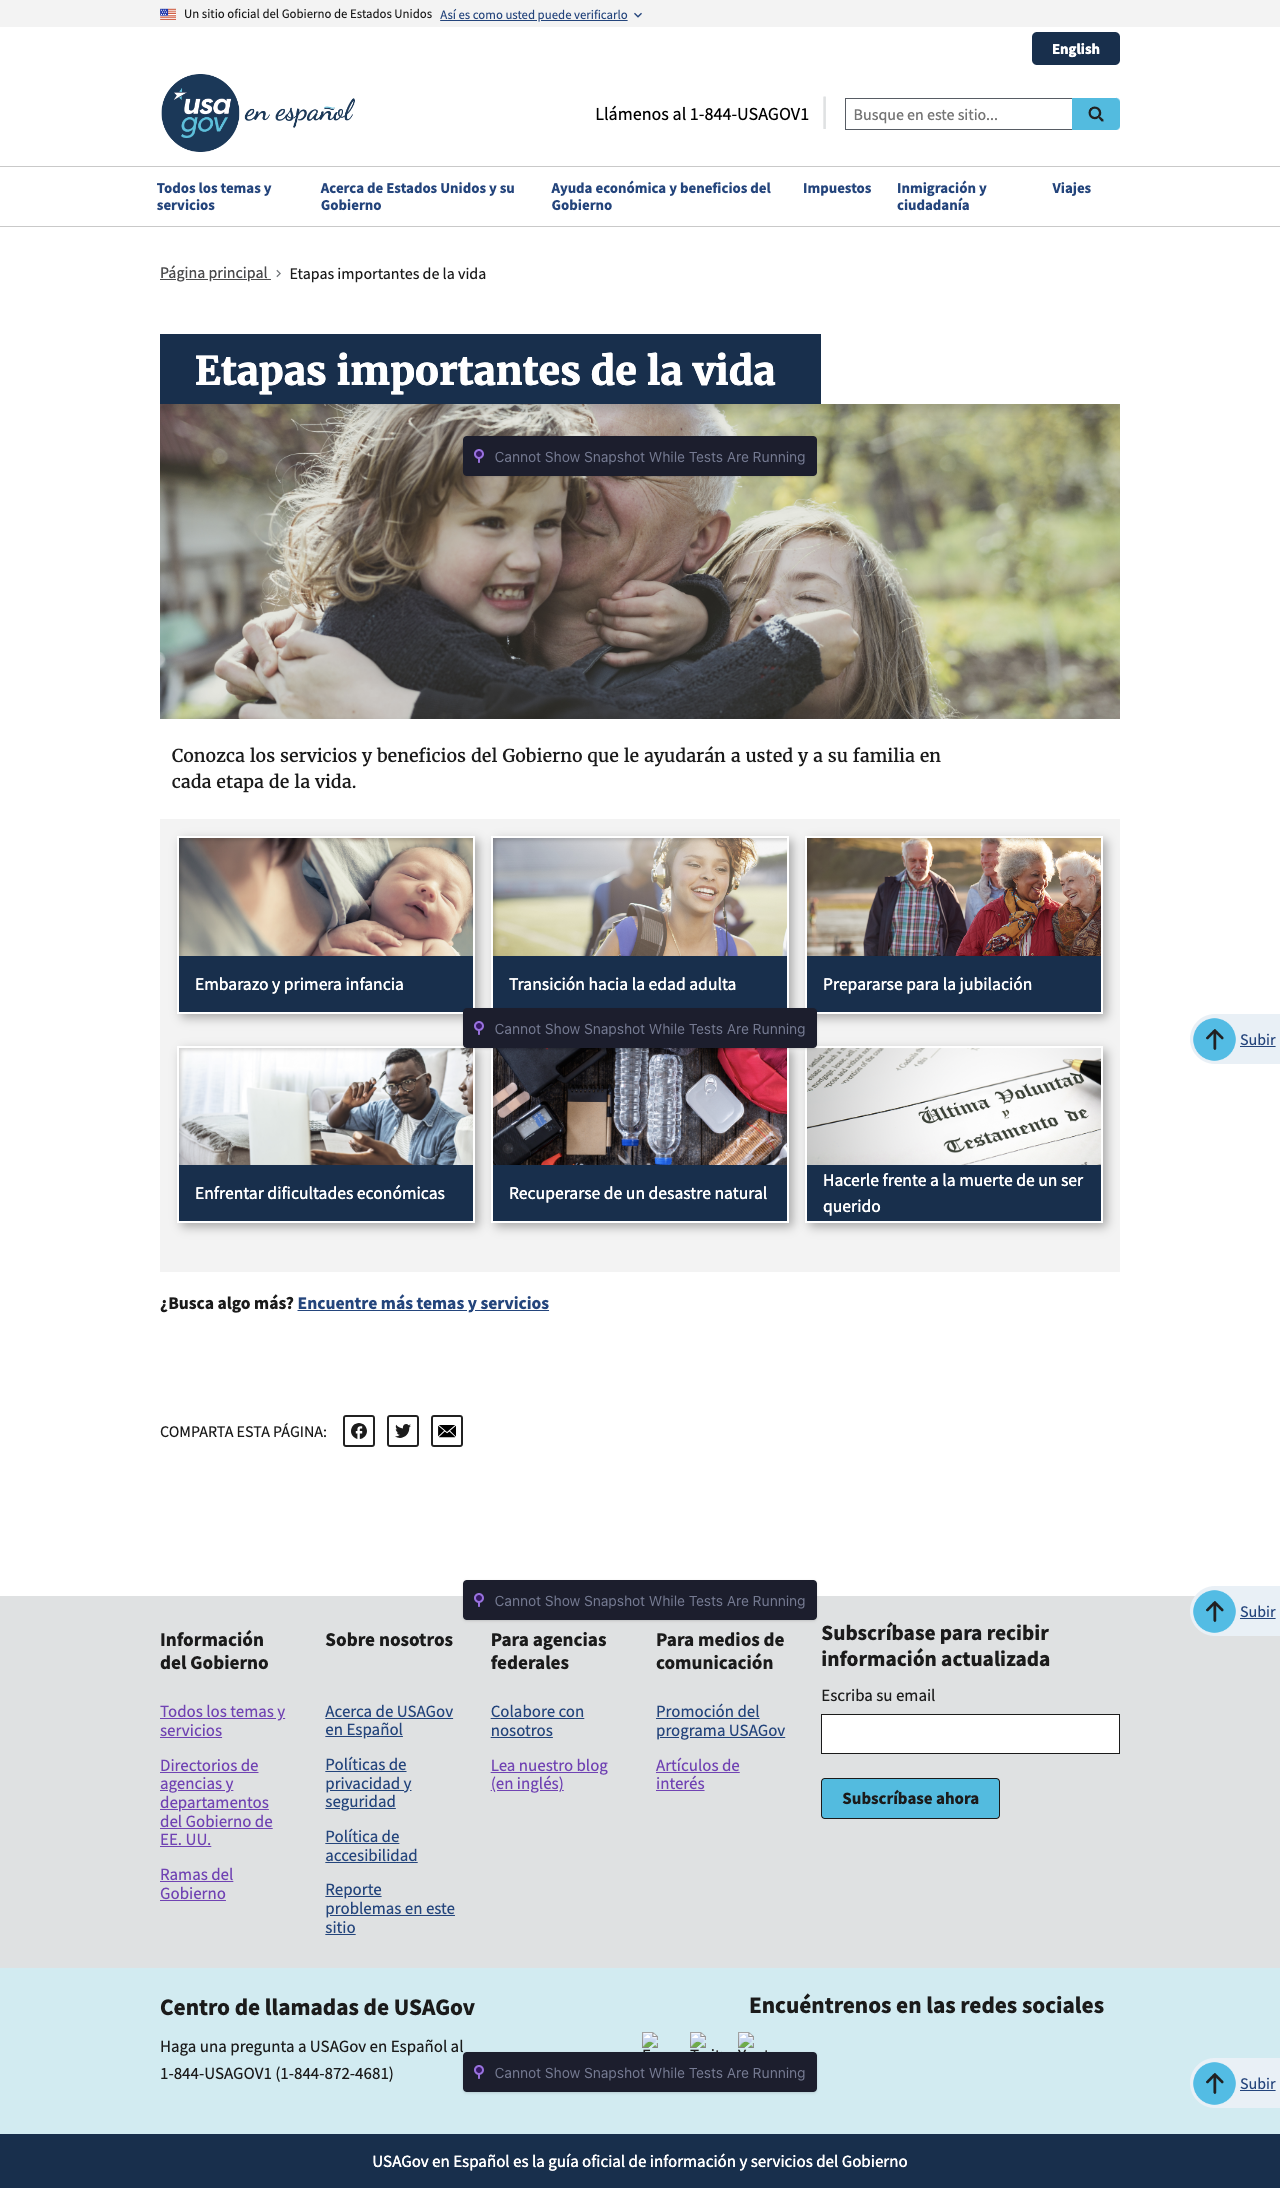 Un sitio oficial del Gobierno de Estados Unidos Así es como usted puede verificarlo
English
usa
gov
en español
Llámenos al 1-844-USAGOV1
Busque en este sitio...
Todos los temas y
servicios
Acerca de Estados Unidos y su
Gobierno
Ayuda económica y beneficios del
Gobierno
Impuestos
Inmigración y
ciudadanía
Viajes
Página principal
Etapas importantes de la vida
Etapas importantes de la vida
Cannot Show Snapshot While Tests Are Running
Conozca los servicios y beneficios del Gobierno que le ayudarán a usted y a su familia en
cada etapa de la vida.
Embarazo y primera infancia
Transición hacia la edad adulta
Prepararse para la jubilación
Cannot Show Snapshot While Tests Are Running
Subir
Última Voluntad
y
Testamento de
Enfrentar dificultades económicas
Recuperarse de un desastre natural
Hacerle frente a la muerte de un ser
querido
¿Busca algo más? Encuentre más temas y servicios
COMPARTA ESTA PÁGINA:
Cannot Show Snapshot While Tests Are Running
Subir
Información
del Gobierno
Todos los temas y
servicios
Directorios de
agencias y
departamentos
del Gobierno de
EE. UU.
Ramas del
Gobierno
Sobre nosotros
Acerca de USAGov
en Español
Políticas de
privacidad y
seguridad
Política de
accesibilidad
Reporte
problemas en este
sitio
Para agencias
federales
Colabore con
nosotros
Lea nuestro blog
(en inglés)
Para medios de
comunicación
Promoción del
programa USAGov
Artículos de
interés
Subscríbase para recibir
información actualizada
Escriba su email
Subscríbase ahora
Centro de llamadas de USAGov
Haga una pregunta a USAGov en Español al
1-844-USAGOV1 (1-844-872-4681)
Encuéntrenos en las redes sociales
Cannot Show Snapshot While Tests Are Running
Subir
USAGov en Español es la guía oficial de información y servicios del Gobierno